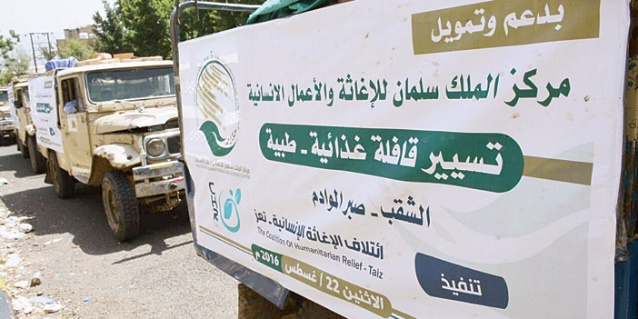 بدعم وتمويل
مركز الملك سلمان للإغاثة والأعمال الانسانية
تسيير قافلة غذائية - طبية
الشقب - صبر الموادم
ائتلاف الإغاثة الإنسانية - تعز
The Coalition Of Humanitarian Relief -Taiz
تنفيذ
الاثنين 22 / أغسطس 2016م